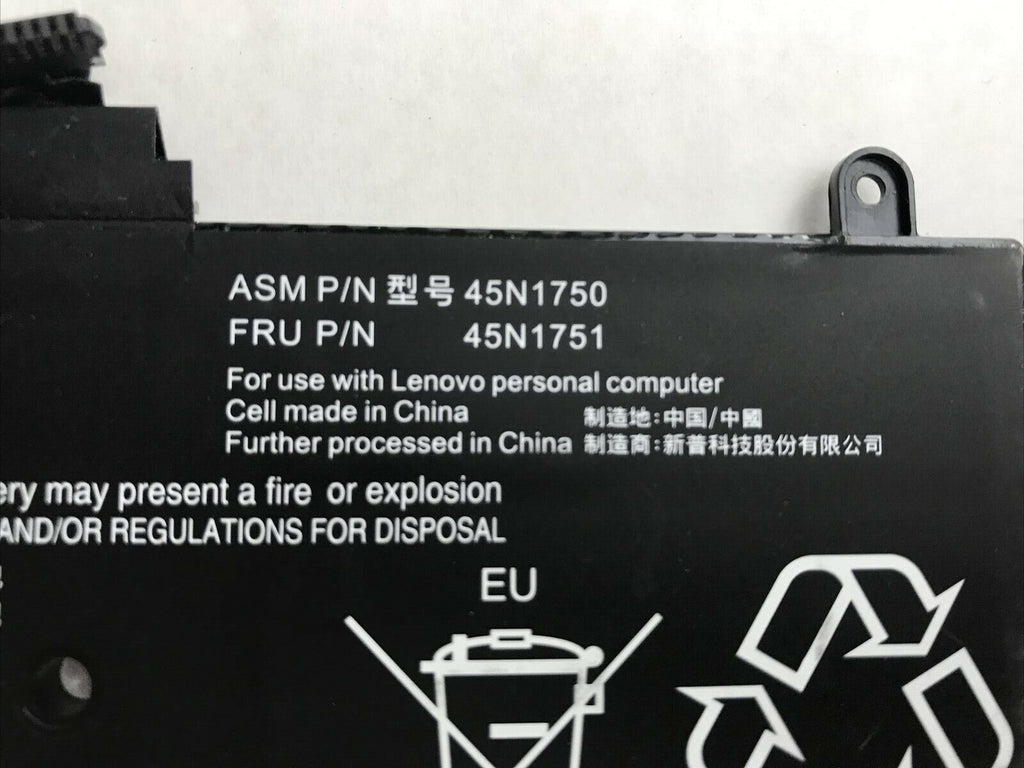 ASM P/N 型号 45N1750
FRU P/N 45N1751
For use with Lenovo personal computer
Cell made in China 制造地:中国/中國
Further processed in China 制造商:新普科技股份有限公司
ery may present a fire or explosion
AND/OR REGULATIONS FOR DISPOSAL
EU